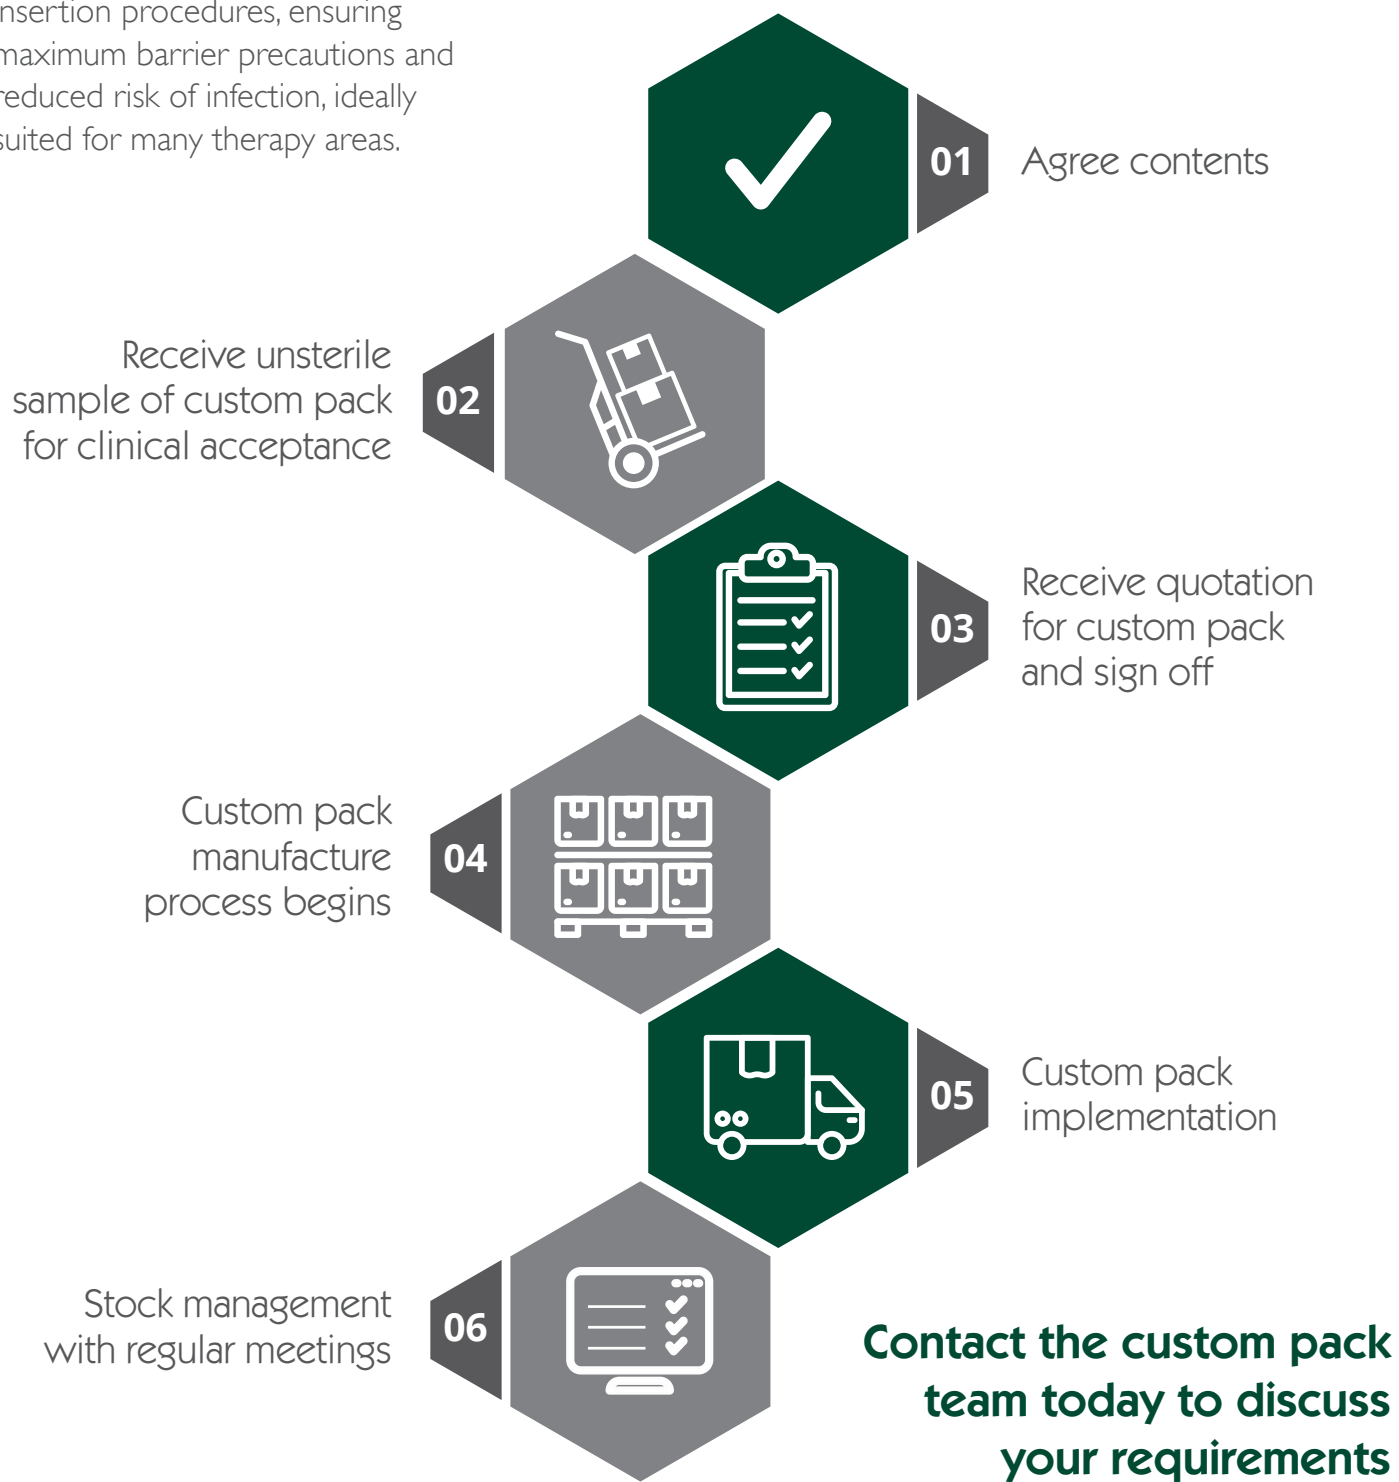 insertion procedures, ensuring
maximum barrier precautions and
reduced risk of infection, ideally
suited for many therapy areas.
01
Agree contents
Receive unsterile
sample of custom pack
for clinical acceptance
02
03
Receive quotation
for custom pack
and sign off
Custom pack
manufacture
process begins
04
05
Custom pack
implementation
Stock management
with regular meetings
06
Contact the custom pack
team today to discuss
your requirements